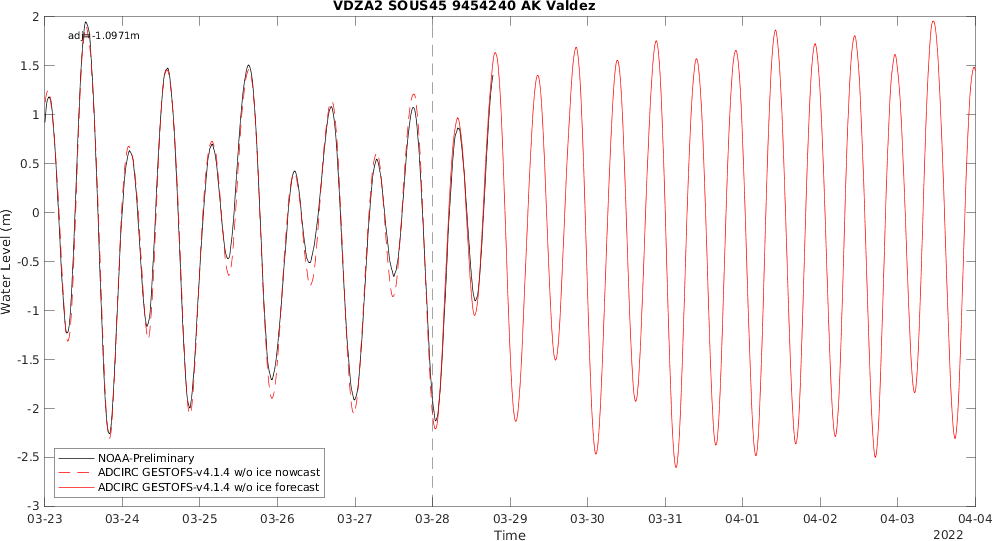 VDZA2 SOUS45 9454240 AK Valdez
adj=-1.0971m
Water Level (m)
2
1.5
1
0.5
0
-0.5
-1
-1.5
-2
-2.5
-3
NOAA-Preliminary
ADCIRC GESTOFS-v4.1.4 w/o ice nowcast
ADCIRC GESTOFS-v4.1.4 w/o ice forecast
03-23 03-24 03-25 03-26 03-27 03-28 03-29 03-30 03-31 04-01 04-02 04-03 04-04
Time
2022